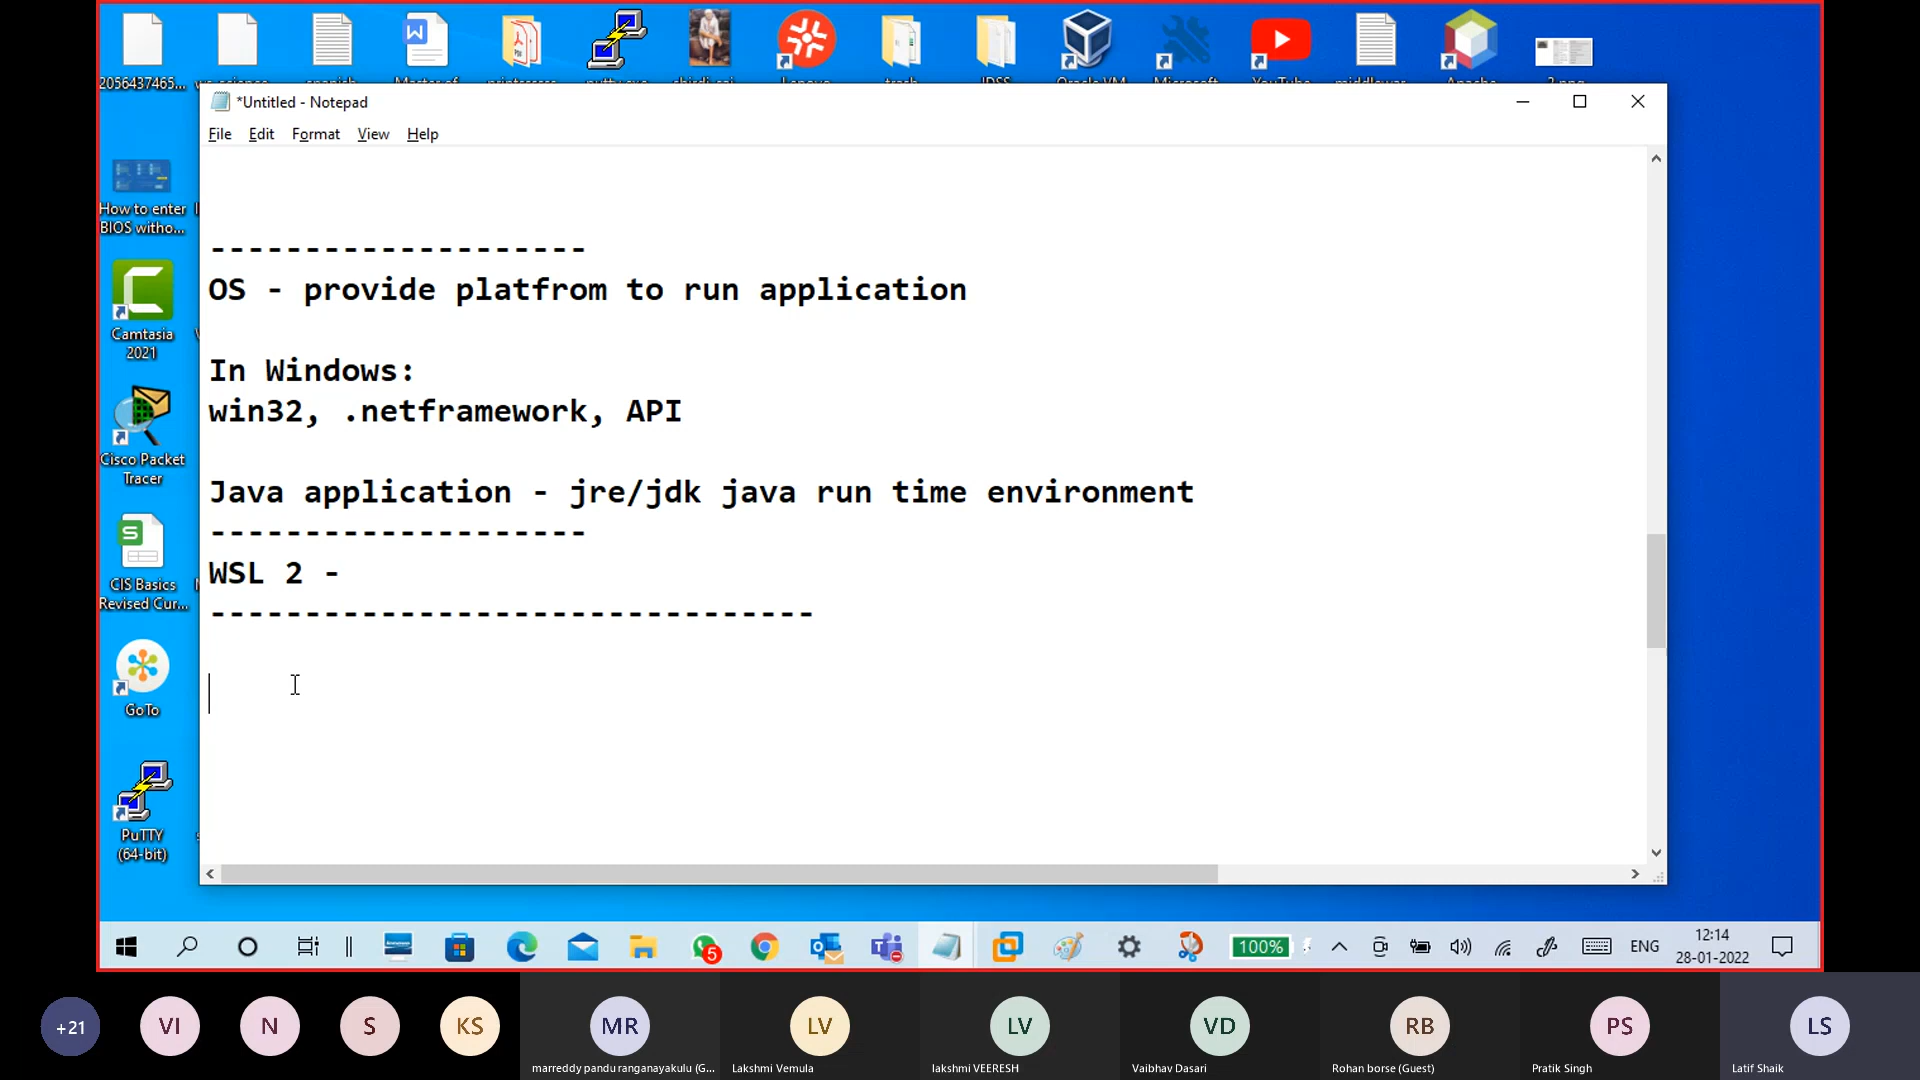 2056437465...
*Untitled - Notepad
File Edit Format View Help
--------------------
OS - provide platfrom to run application
In Windows:
win32, .netframework, API
Java application - jre/jdk java run time environment
--------------------
WSL 2 -
--------------------------------
How to enter
BIOS witho...
Camtasia
2021
Cisco Packet
Tracer
CIS Basics
Revised Cur...
GoTo
PuTTY
(64-bit)
5
100%
ENG
12:14
28-01-2022
+21
VI
N
S
KS
MR
LV
LV
VD
RB
PS
LS
marreddy pandu ranganayakulu (G...
Lakshmi Vemula
lakshmi VEERESH
Vaibhav Dasari
Rohan borse (Guest)
Pratik Singh
Latif Shaik